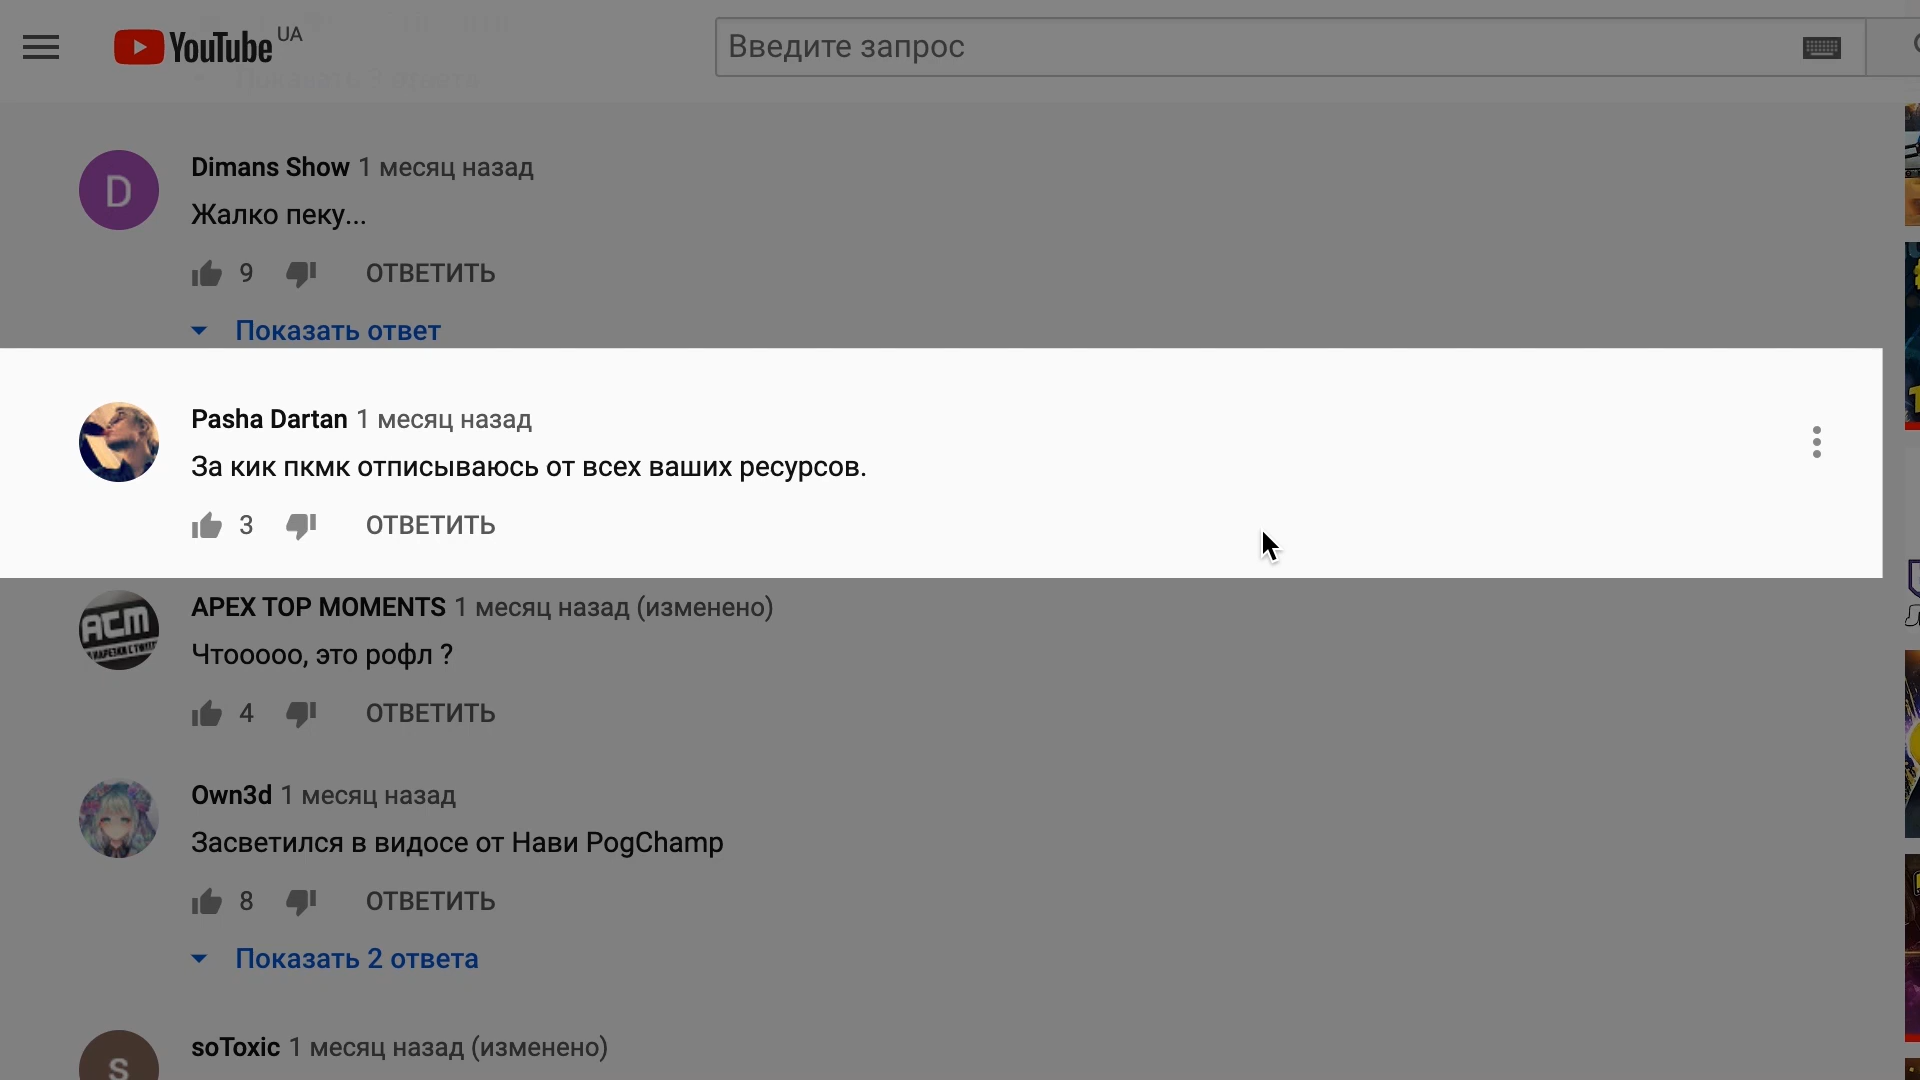 YouTube UA
Введите запрос
Dimans Show 1 месяц назад
Жалко пеку...
9 ОТВЕТИТЬ
Показать ответ
Pasha Dartan 1 месяц назад
За кик пкмк отписываюсь от всех ваших ресурсов.
3 ОТВЕТИТЬ
APEX TOP MOMENTS 1 месяц назад (изменено)
Чтооооо, это рофл ?
4 ОТВЕТИТЬ
Own3d 1 месяц назад
Засветился в видосе от Нави PogChamp
8 ОТВЕТИТЬ
Показать 2 ответа
soToxic 1 месяц назад (изменено)